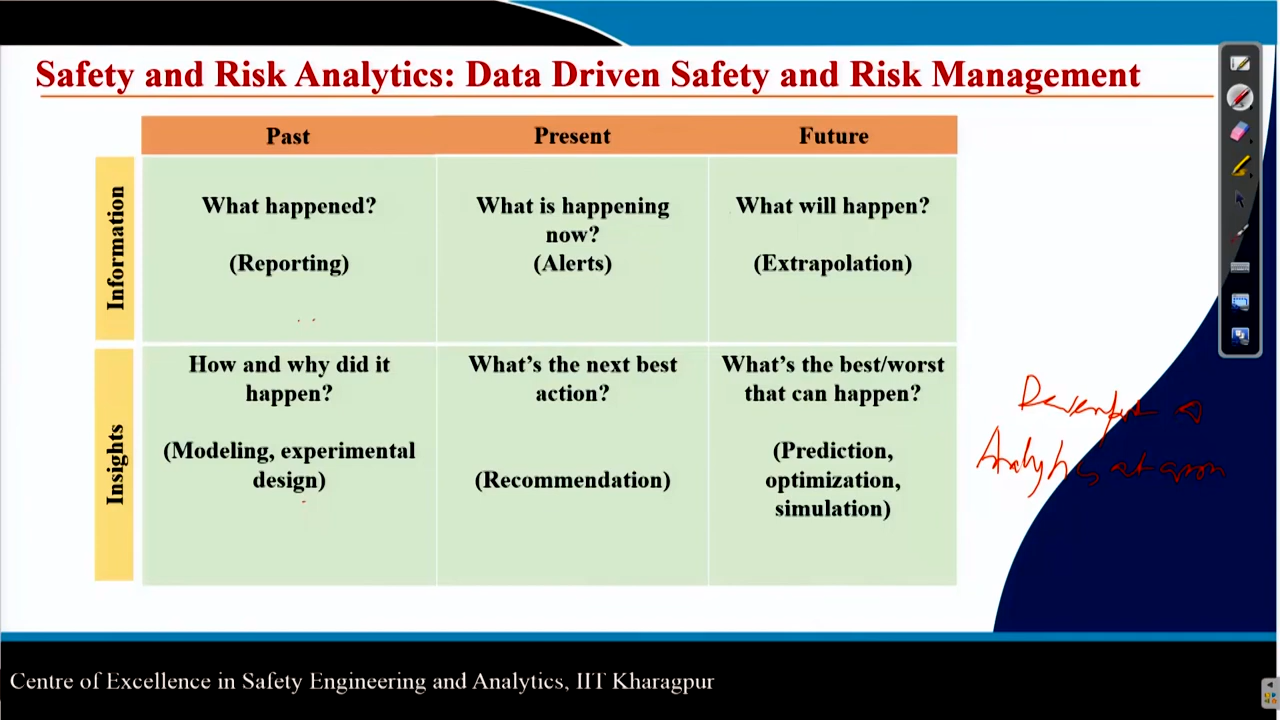 Safety and Risk Analytics: Data Driven Safety and Risk Management
Past
Present
Future
Information
What happened?
(Reporting)
What is happening
now?
(Alerts)
What will happen?
(Extrapolation)
Insights
How and why did it
happen?
(Modeling, experimental
design)
What's the next best
action?
(Recommendation)
What's the best/worst
that can happen?
(Prediction,
optimization,
simulation)
Analytics at
Centre of Excellence in Safety Engineering and Analytics, IIT Kharagpur